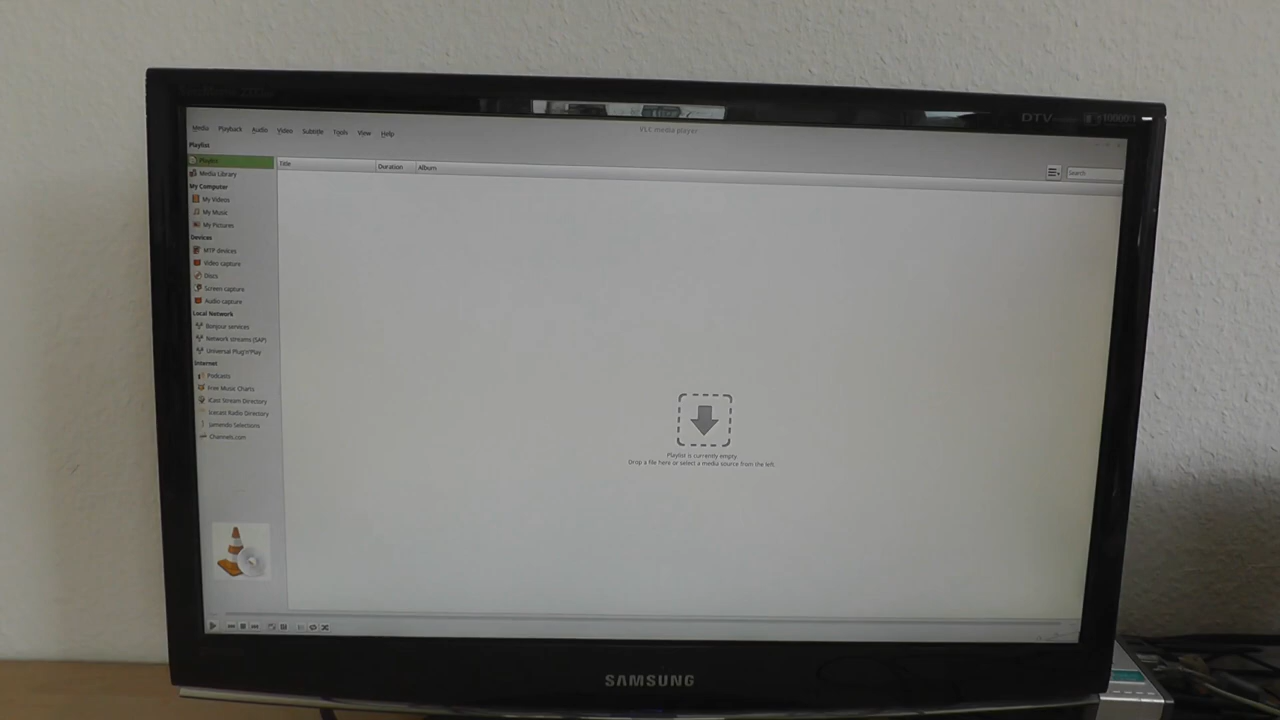 DTV
10000:1
VLC media player
Media Playback Audio Video Subtitle Tools View Help
Playlist
Playlist
Media Library
My Computer
My Videos
My Music
My Pictures
Devices
MTP devices
Video capture
Discs
Screen capture
Audio capture
Local Network
Bonjour services
Network streams (SAP)
Universal Plug'n'Play
Internet
Podcasts
Free Music Charts
iCast Stream Directory
Icecast Radio Directory
Jamendo Selections
Channels.com
Title Duration Album
Search
Playlist is currently empty
Drop a file here or select a media source from the left.
SAMSUNG